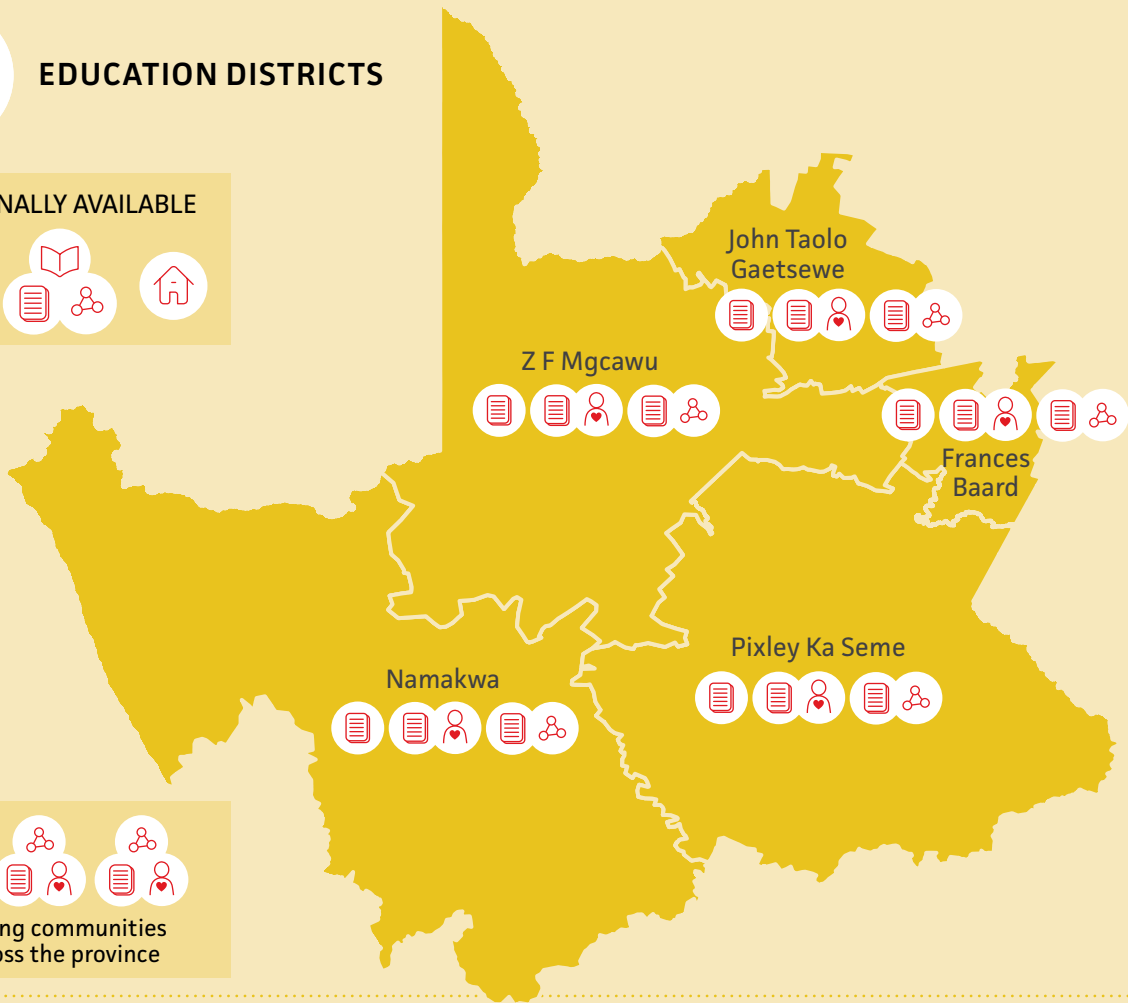 EDUCATION DISTRICTS
NALLY AVAILABLE
John Taolo
Gaetsewe
Z F Mgcawu
Frances
Baard
Pixley Ka Seme
Namakwa
ng communities
oss the province